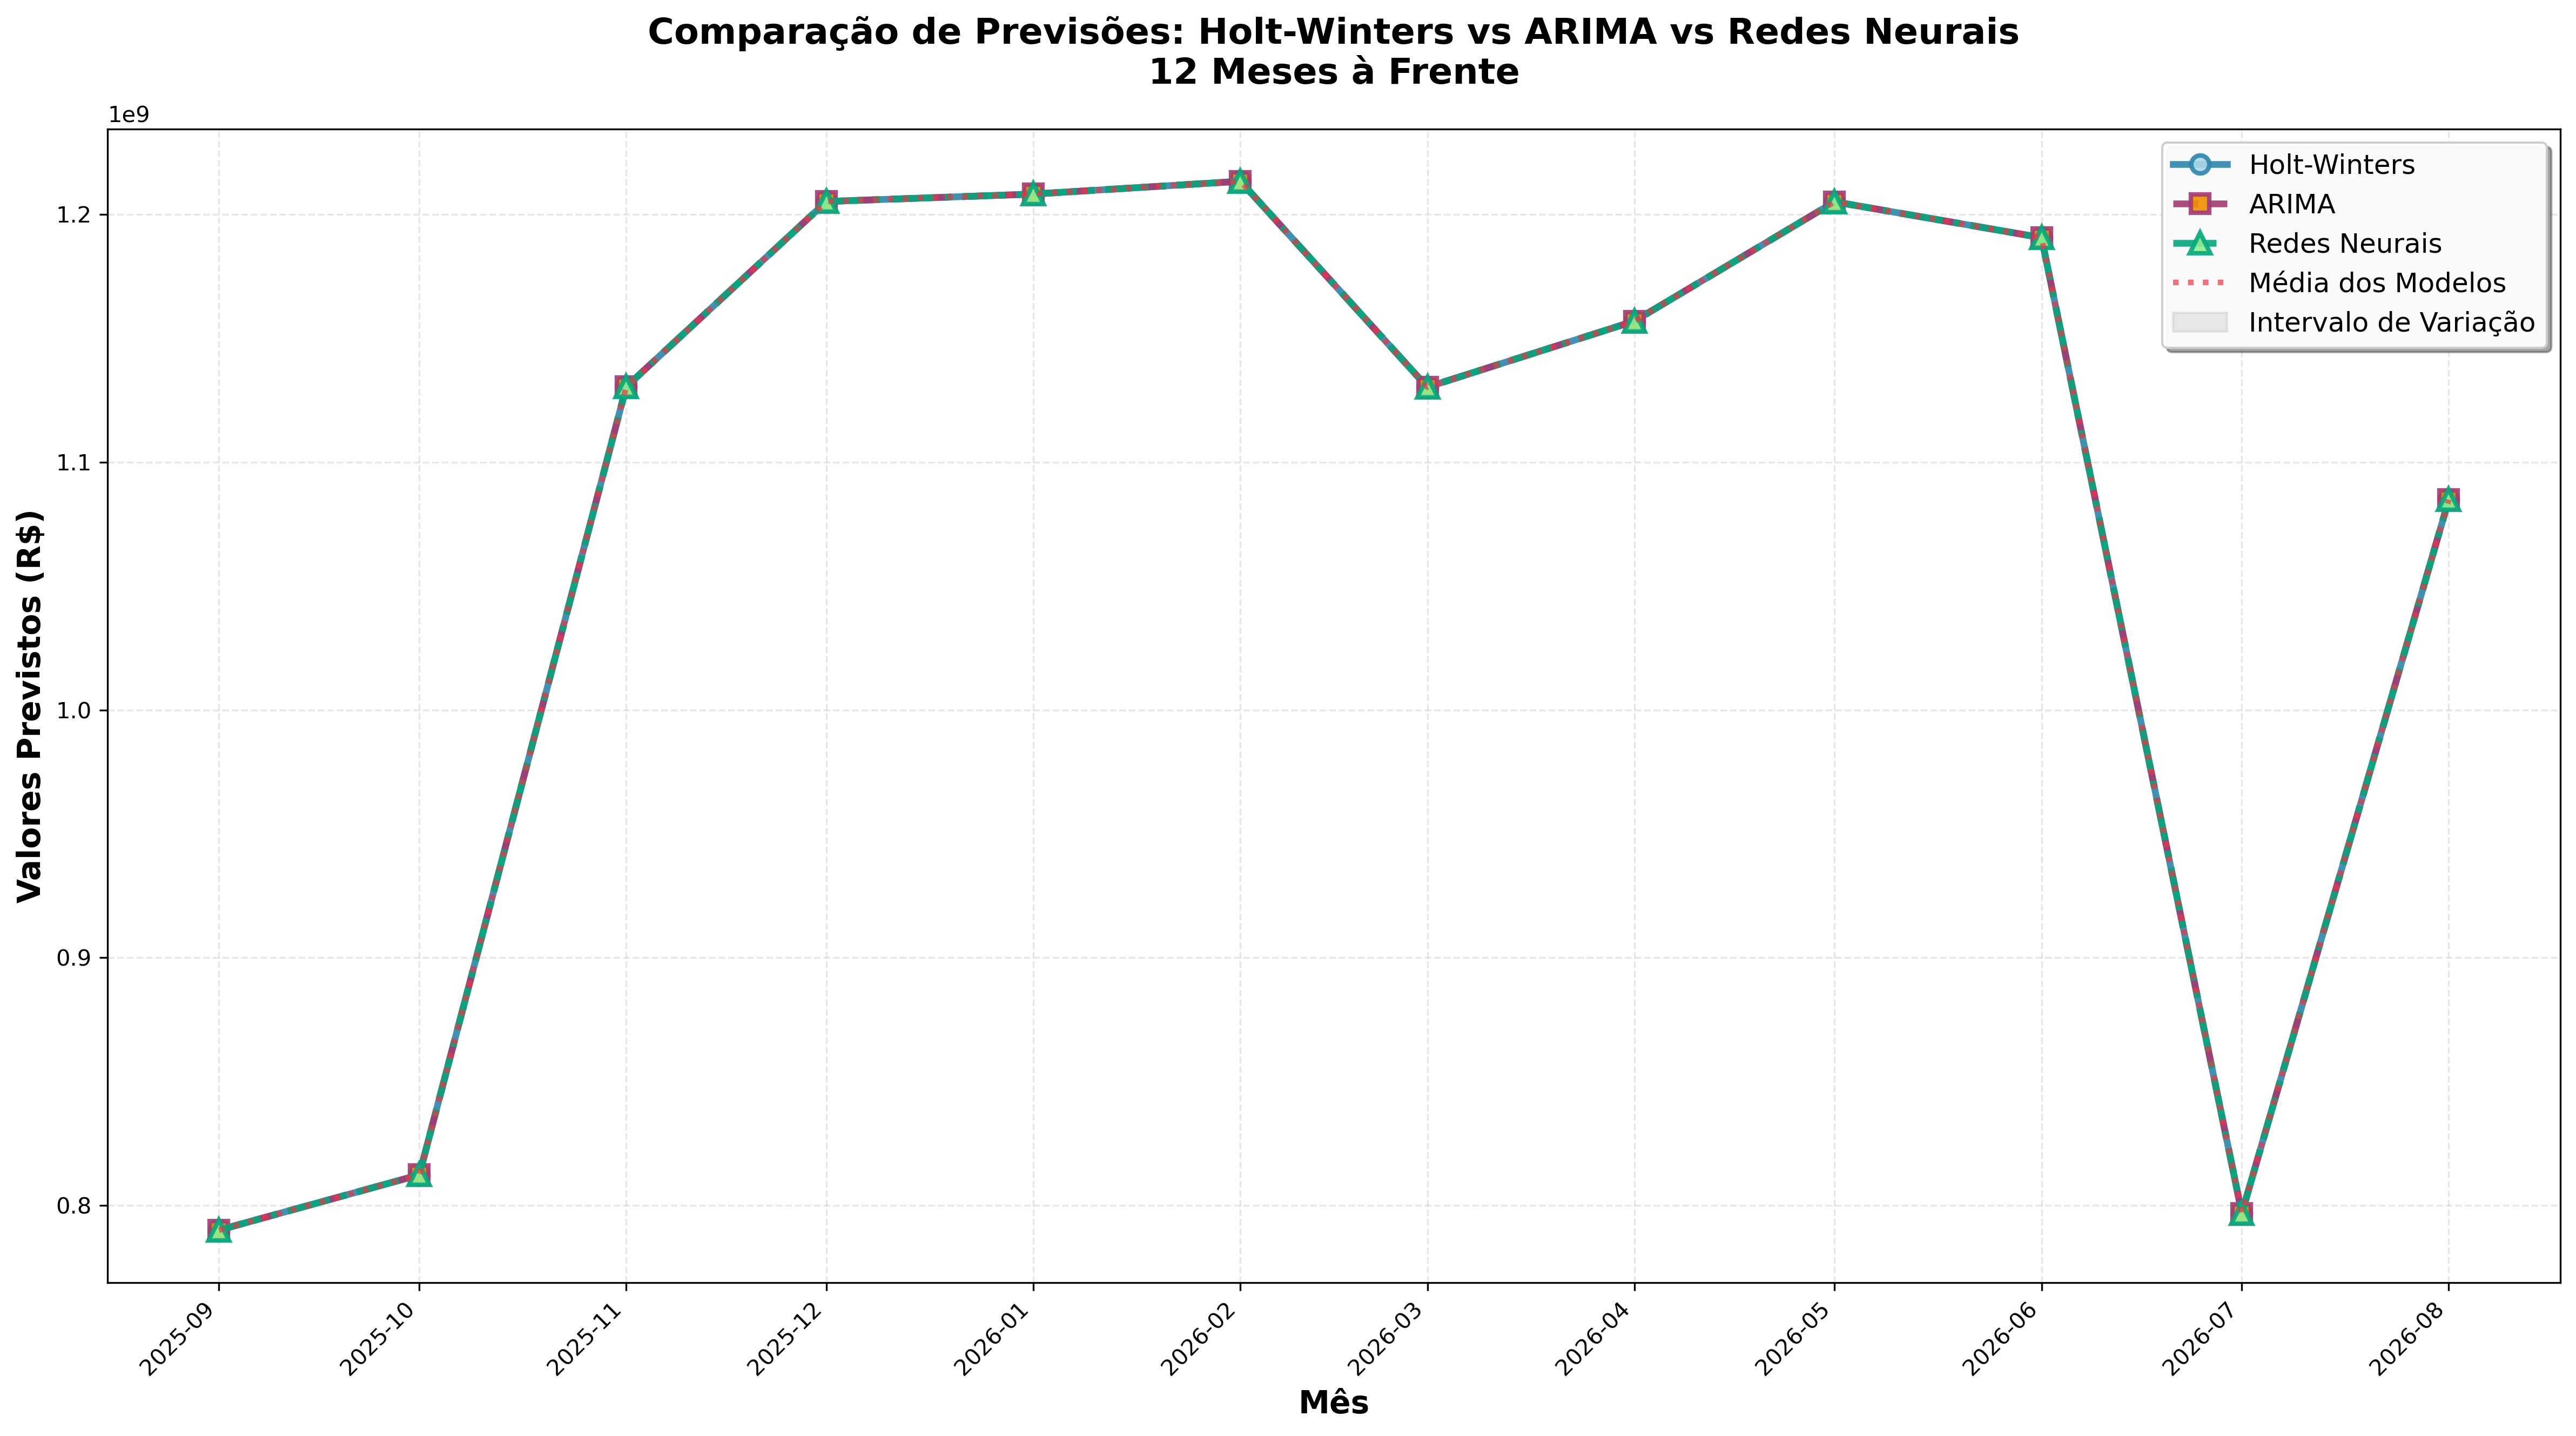 Comparação de Previsões: Holt-Winters vs ARIMA vs Redes Neurais
12 Meses à Frente
1e9
Holt-Winters
ARIMA
Redes Neurais
Média dos Modelos
Intervalo de Variação
Valores Previstos (R$)
1.2
1.1
1.0
0.9
0.8
2025-09
2025-10
2025-11
2025-12
2026-01
2026-02
2026-03
2026-04
2026-05
2026-06
2026-07
2026-08
Mês